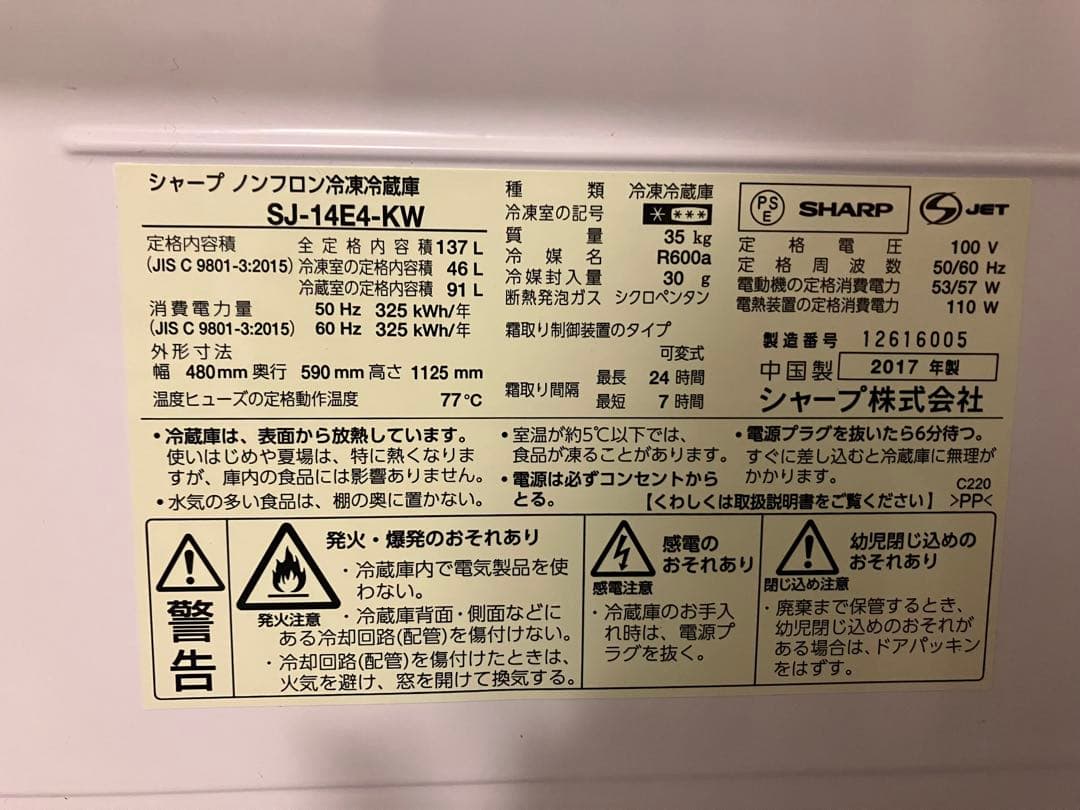 シャープ ノンフロン冷凍冷蔵庫
SJ-14E4-KW
定格内容積 全定格内容積 137 L
(JIS C 9801-3:2015) 冷凍室の定格内容積 46 L
冷蔵室の定格内容積 91 L
消費電力量 50 Hz 325 kWh/年
(JIS C 9801-3:2015) 60 Hz 325 kWh/年
外形寸法
幅 480mm 奥行 590mm 高さ 1125 mm
温度ヒューズの定格動作温度 77℃
種類 冷凍冷蔵庫
冷凍室の記号 * ***
質量 35 kg
冷媒名 R600a
冷媒封入量 30 g
断熱発泡ガス シクロペンタン
霜取り制御装置のタイプ
可変式
霜取り間隔 最長 24 時間
最短 7 時間
PS E SHARP JET
定格電圧 100 V
定格周波数 50/60 Hz
電動機の定格消費電力 53/57 W
電熱装置の定格消費電力 110 W
製造番号 12616005
中国製 2017 年製
シャープ株式会社
・冷蔵庫は、表面から放熱しています。
使いはじめや夏場は、特に熱くなりま
すが、庫内の食品には影響ありません。
・水気の多い食品は、棚の奥に置かない。
・室温が約5℃以下では、
食品が凍ることがあります。
・電源は必ずコンセントから
とる。
・電源プラグを抜いたら6分待つ。
すぐに差し込むと冷蔵庫に無理が
かかります。
C220
【くわしくは取扱説明書をご覧ください】 >PP<
警告
発火・爆発のおそれあり
発火注意
・冷蔵庫内で電気製品を使
わない。
・冷蔵庫背面・側面などに
ある冷却回路(配管)を傷付けない。
・冷却回路(配管)を傷付けたときは、
火気を避け、窓を開けて換気する。
感電の
おそれあり
感電注意
・冷蔵庫のお手入
れ時は、電源プ
ラグを抜く。
幼児閉じ込めの
おそれあり
閉じ込め注意
・廃棄まで保管するとき、
幼児閉じ込めのおそれが
ある場合は、ドアパッキン
をはずす。